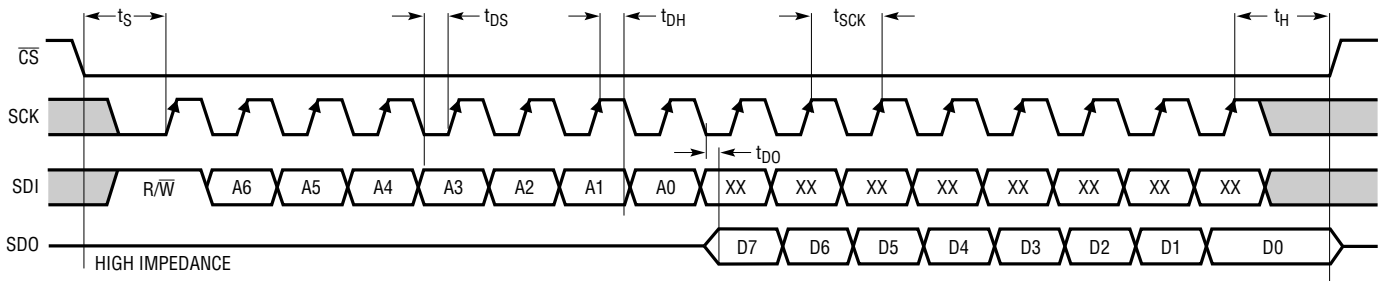 tS tDS tDH tSCK tH
C̅S̅
SCK
tDO
SDI R/W̅ A6 A5 A4 A3 A2 A1 A0 XX XX XX XX XX XX XX XX
SDO D7 D6 D5 D4 D3 D2 D1 D0
HIGH IMPEDANCE